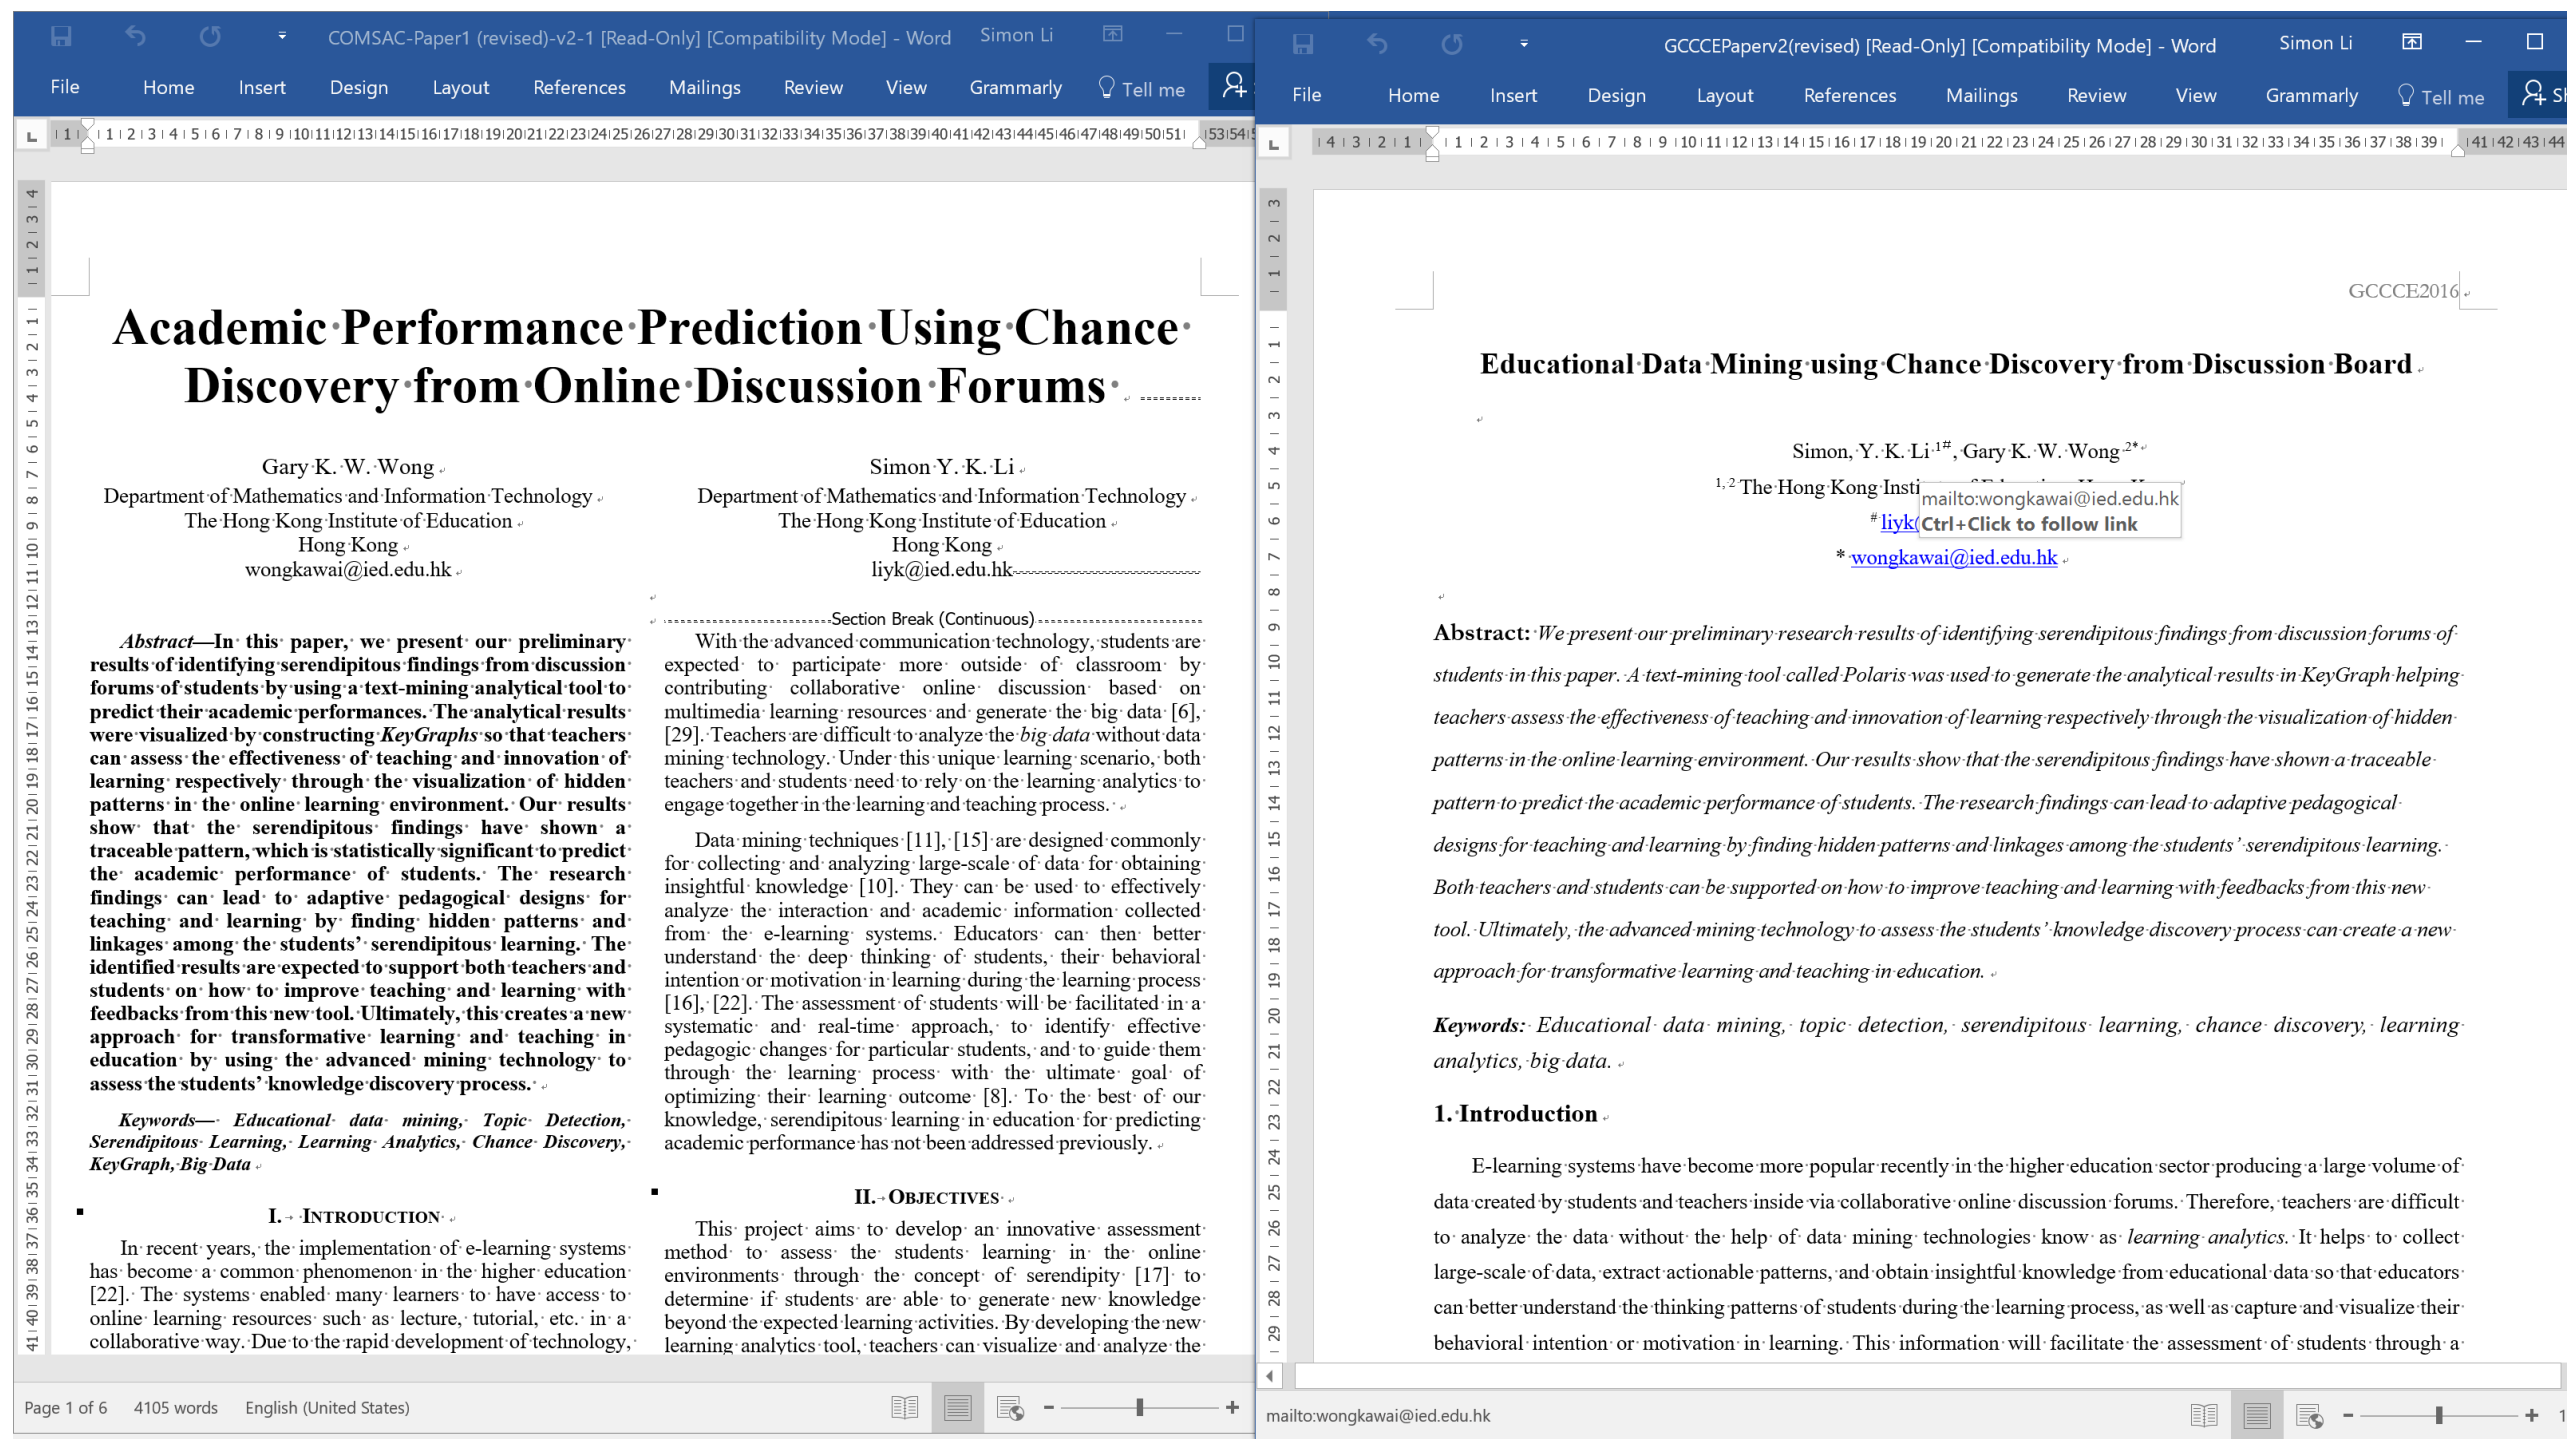 COMSAC-Paper1 (revised)-v2-1 [Read-Only] [Compatibility Mode] - Word Simon Li
File Home Insert Design Layout References Mailings Review View Grammarly Tell me
Academic Performance Prediction Using Chance
Discovery from Online Discussion Forums
Gary K. W. Wong
Department of Mathematics and Information Technology
The Hong Kong Institute of Education
Hong Kong
wongkawai@ied.edu.hk
Simon Y. K. Li
Department of Mathematics and Information Technology
The Hong Kong Institute of Education
Hong Kong
liyk@ied.edu.hk
Section Break (Continuous)
Abstract—In this paper, we present our preliminary
results of identifying serendipitous findings from discussion
forums of students by using a text-mining analytical tool to
predict their academic performances. The analytical results
were visualized by constructing KeyGraphs so that teachers
can assess the effectiveness of teaching and innovation of
learning respectively through the visualization of hidden
patterns in the online learning environment. Our results
show that the serendipitous findings have shown a
traceable pattern, which is statistically significant to predict
the academic performance of students. The research
findings can lead to adaptive pedagogical designs for
teaching and learning by finding hidden patterns and
linkages among the students’ serendipitous learning. The
identified results are expected to support both teachers and
students on how to improve teaching and learning with
feedbacks from this new tool. Ultimately, this creates a new
approach for transformative learning and teaching in
education by using the advanced mining technology to
assess the students’ knowledge discovery process.
Keywords— Educational data mining, Topic Detection,
Serendipitous Learning, Learning Analytics, Chance Discovery,
KeyGraph, Big Data
I. INTRODUCTION
In recent years, the implementation of e-learning systems
has become a common phenomenon in the higher education
[22]. The systems enabled many learners to have access to
online learning resources such as lecture, tutorial, etc. in a
collaborative way. Due to the rapid development of technology,
With the advanced communication technology, students are
expected to participate more outside of classroom by
contributing collaborative online discussion based on
multimedia learning resources and generate the big data [6],
[29]. Teachers are difficult to analyze the big data without data
mining technology. Under this unique learning scenario, both
teachers and students need to rely on the learning analytics to
engage together in the learning and teaching process.
Data mining techniques [11], [15] are designed commonly
for collecting and analyzing large-scale of data for obtaining
insightful knowledge [10]. They can be used to effectively
analyze the interaction and academic information collected
from the e-learning systems. Educators can then better
understand the deep thinking of students, their behavioral
intention or motivation in learning during the learning process
[16], [22]. The assessment of students will be facilitated in a
systematic and real-time approach, to identify effective
pedagogic changes for particular students, and to guide them
through the learning process with the ultimate goal of
optimizing their learning outcome [8]. To the best of our
knowledge, serendipitous learning in education for predicting
academic performance has not been addressed previously.
II. OBJECTIVES
This project aims to develop an innovative assessment
method to assess the students learning in the online
environments through the concept of serendipity [17] to
determine if students are able to generate new knowledge
beyond the expected learning activities. By developing the new
learning analytics tool, teachers can visualize and analyze the
Page 1 of 6 4105 words English (United States)
GCCCEPaperv2(revised) [Read-Only] [Compatibility Mode] - Word Simon Li
File Home Insert Design Layout References Mailings Review View Grammarly Tell me
GCCCE2016
Educational Data Mining using Chance Discovery from Discussion Board
Simon, Y. K. Li 1#, Gary K. W. Wong 2*
1, 2 The Hong Kong
mailto:wongkawai@ied.edu.hk
# liyk@
Ctrl+Click to follow link
* wongkawai@ied.edu.hk
Abstract: We present our preliminary research results of identifying serendipitous findings from discussion forums of
students in this paper. A text-mining tool called Polaris was used to generate the analytical results in KeyGraph helping
teachers assess the effectiveness of teaching and innovation of learning respectively through the visualization of hidden
patterns in the online learning environment. Our results show that the serendipitous findings have shown a traceable
pattern to predict the academic performance of students. The research findings can lead to adaptive pedagogical
designs for teaching and learning by finding hidden patterns and linkages among the students’ serendipitous learning.
Both teachers and students can be supported on how to improve teaching and learning with feedbacks from this new
tool. Ultimately, the advanced mining technology to assess the students’ knowledge discovery process can create a new
approach for transformative learning and teaching in education.
Keywords: Educational data mining, topic detection, serendipitous learning, chance discovery, learning
analytics, big data.
1. Introduction
E-learning systems have become more popular recently in the higher education sector producing a large volume of
data created by students and teachers inside via collaborative online discussion forums. Therefore, teachers are difficult
to analyze the data without the help of data mining technologies know as learning analytics. It helps to collect
large-scale of data, extract actionable patterns, and obtain insightful knowledge from educational data so that educators
can better understand the thinking patterns of students during the learning process, as well as capture and visualize their
behavioral intention or motivation in learning. This information will facilitate the assessment of students through a
mailto:wongkawai@ied.edu.hk